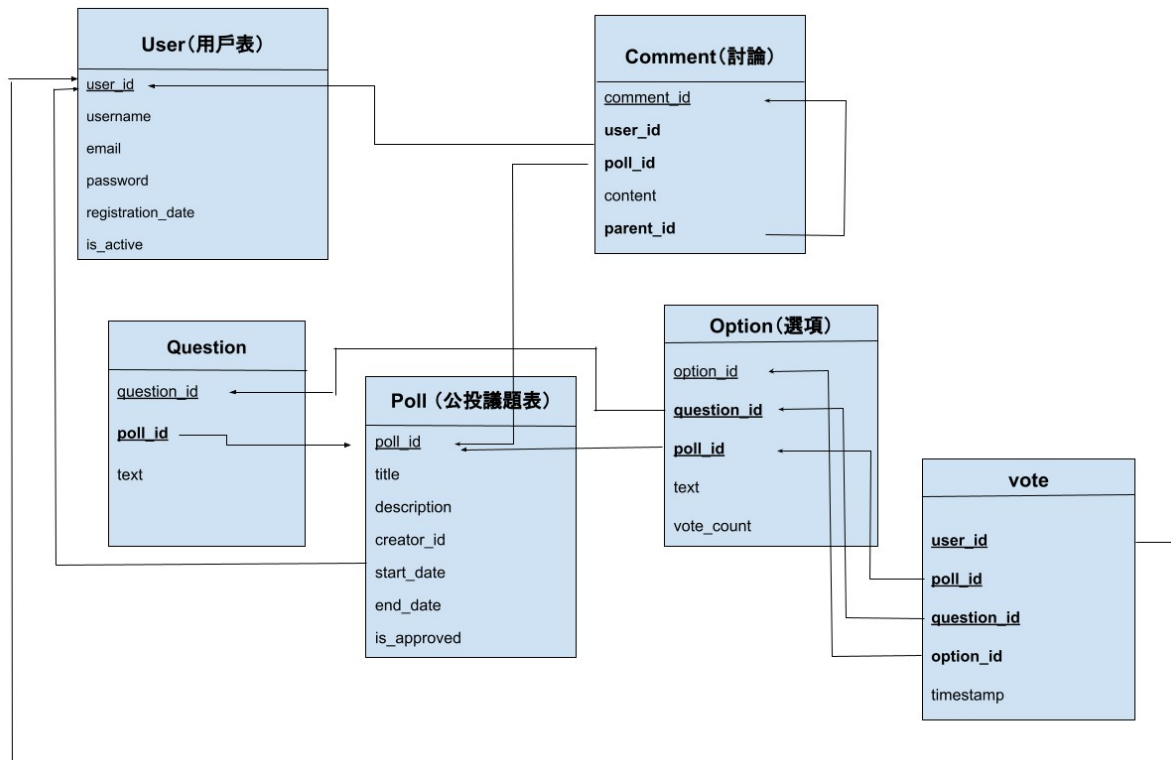 User(用戶表)
user_id
username
email
password
registration_date
is_active
Comment(討論)
comment_id
user_id
poll_id
content
parent_id
Question
question_id
poll_id
text
Poll (公投議題表)
poll_id
title
description
creator_id
start_date
end_date
is_approved
Option(選項)
option_id
question_id
poll_id
text
vote_count
vote
user_id
poll_id
question_id
option_id
timestamp